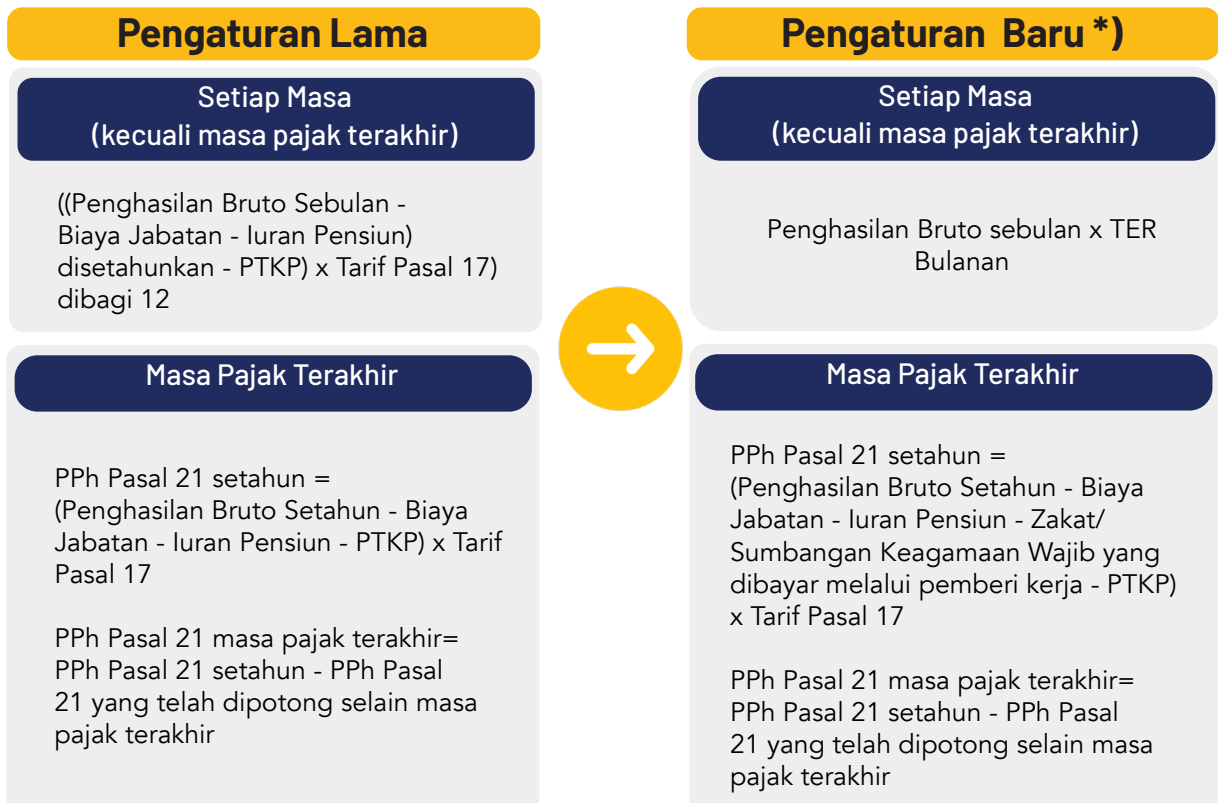 Pengaturan Lama
Setiap Masa
(kecuali masa pajak terakhir)
((Penghasilan Bruto Sebulan -
Biaya Jabatan - Iuran Pensiun)
disetahunkan - PTKP) x Tarif Pasal 17)
dibagi 12
Masa Pajak Terakhir
PPh Pasal 21 setahun =
(Penghasilan Bruto Setahun - Biaya
Jabatan - Iuran Pensiun - PTKP) x Tarif
Pasal 17
PPh Pasal 21 masa pajak terakhir=
PPh Pasal 21 setahun - PPh Pasal
21 yang telah dipotong selain masa
pajak terakhir
Pengaturan Baru *)
Setiap Masa
(kecuali masa pajak terakhir)
Penghasilan Bruto sebulan x TER
Bulanan
Masa Pajak Terakhir
PPh Pasal 21 setahun =
(Penghasilan Bruto Setahun - Biaya
Jabatan - Iuran Pensiun - Zakat/
Sumbangan Keagamaan Wajib yang
dibayar melalui pemberi kerja - PTKP)
x Tarif Pasal 17
PPh Pasal 21 masa pajak terakhir=
PPh Pasal 21 setahun - PPh Pasal
21 yang telah dipotong selain masa
pajak terakhir